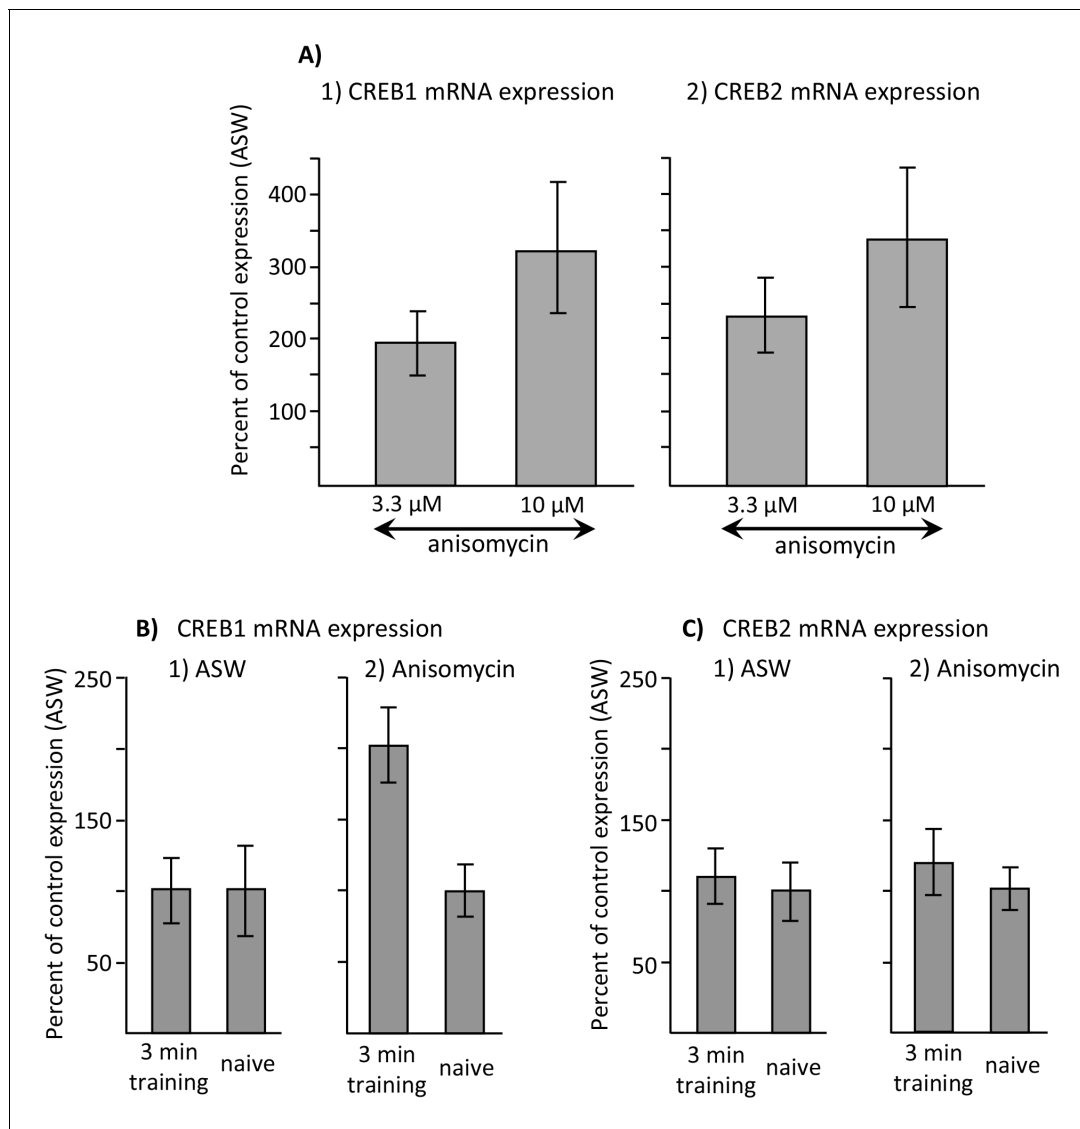 A)
1) CREB1 mRNA expression
2) CREB2 mRNA expression
Percent of control expression (ASW)
400
300
200
100
3.3 µM
10 µM
anisomycin
3.3 µM
10 µM
anisomycin
B) CREB1 mRNA expression
1) ASW
2) Anisomycin
Percent of control expression (ASW)
250
150
50
3 min
training
naive
3 min
training
naive
C) CREB2 mRNA expression
1) ASW
2) Anisomycin
Percent of control expression (ASW)
250
150
50
3 min
training
naive
3 min
training
naive